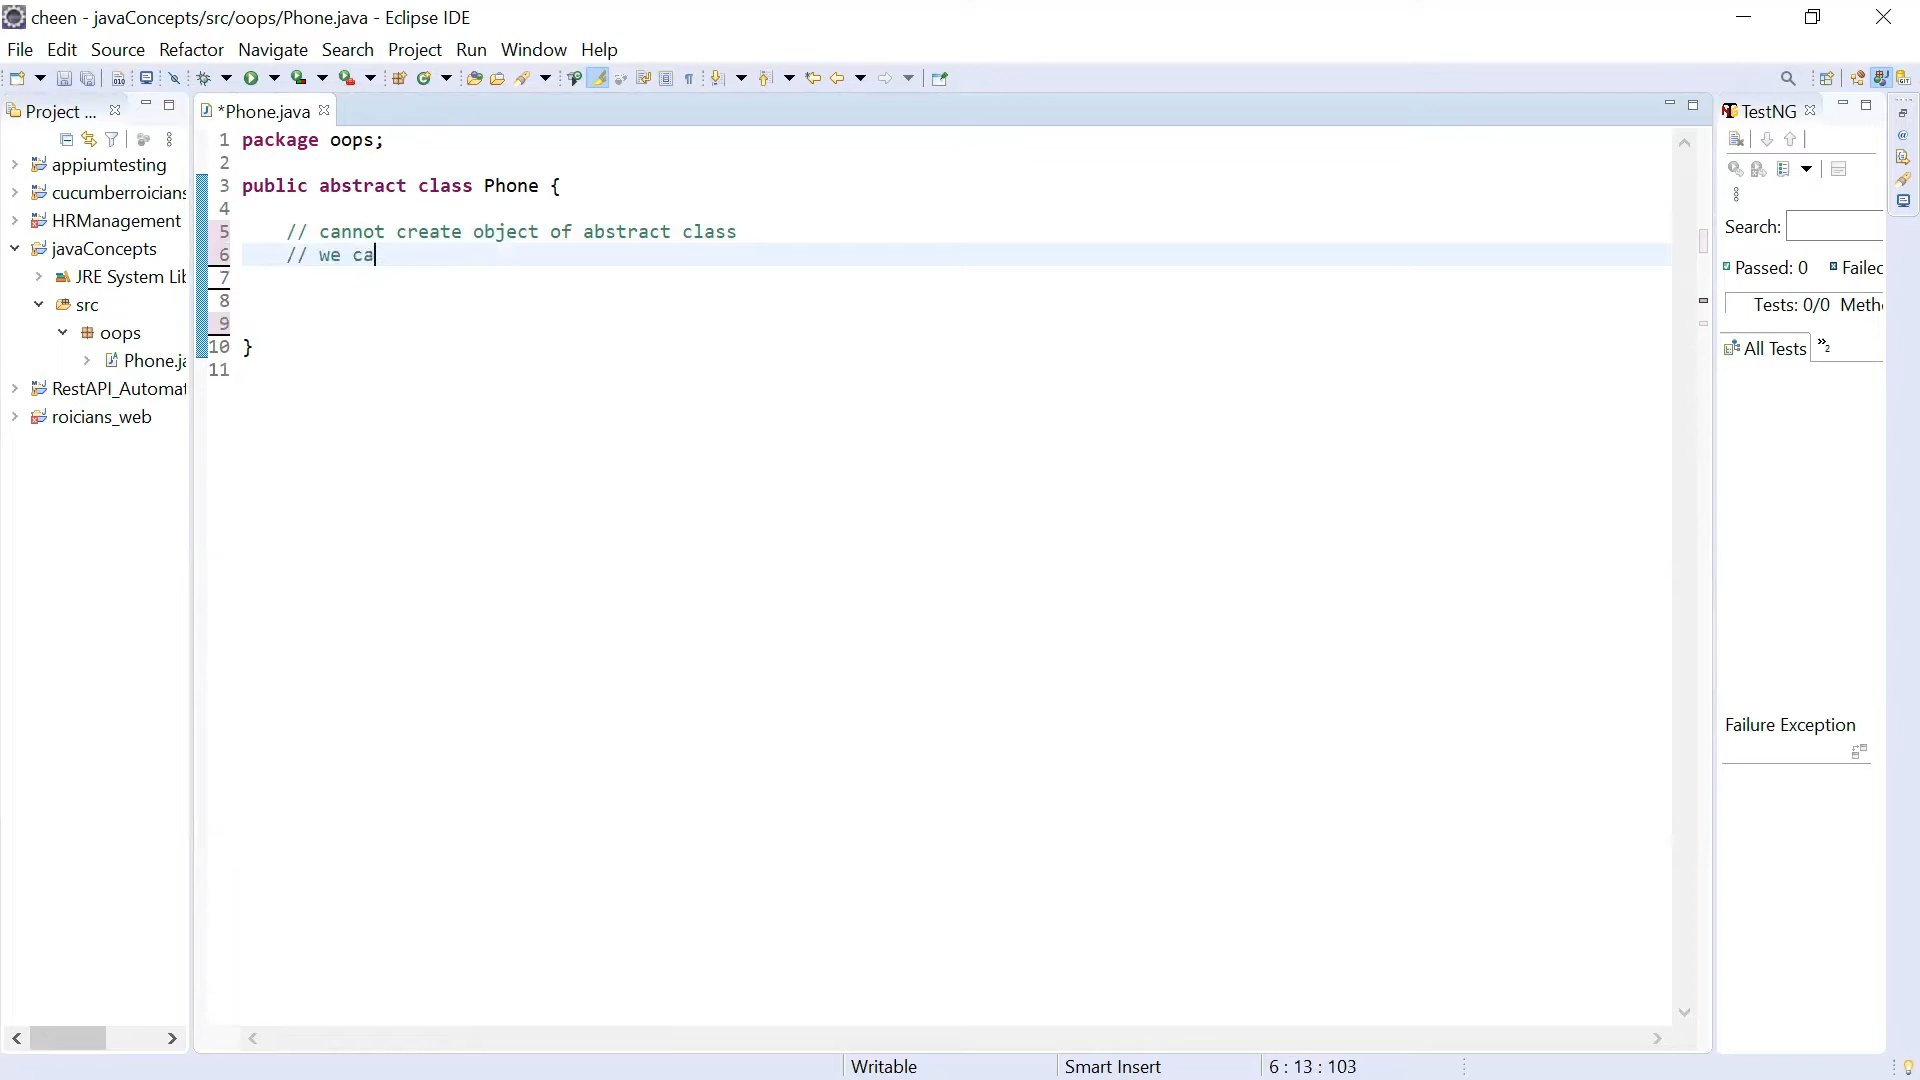 cheen - javaConcepts/src/oops/Phone.java - Eclipse IDE
File Edit Source Refactor Navigate Search Project Run Window Help
Project ...
*Phone.java
TestNG
appiumtesting
cucumberroicians
HRManagement
javaConcepts
JRE System Lib
src
oops
Phone.ja
RestAPI_Automat
roicians_web
1 package oops;
2
3 public abstract class Phone {
4
5 // cannot create object of abstract class
6 // we ca
7
8
9
10 }
11
Search:
Passed: 0 Failed
Tests: 0/0 Metho
All Tests
2
Failure Exception
Writable Smart Insert 6 : 13 : 103